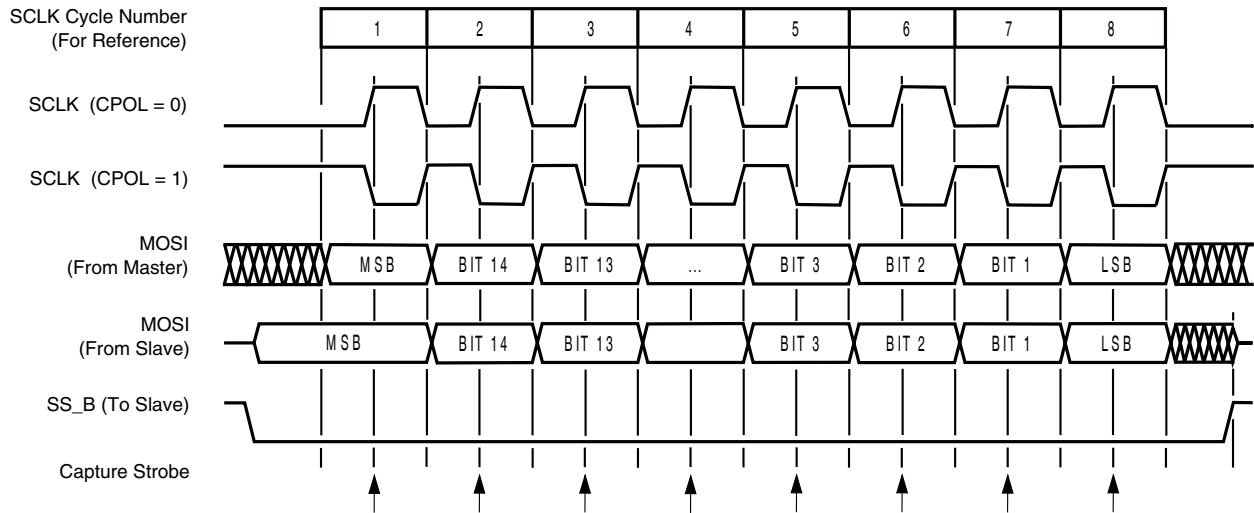 SCLK Cycle Number
(For Reference)
1 2 3 4 5 6 7 8
SCLK (CPOL = 0)
SCLK (CPOL = 1)
MOSI
(From Master)
MSB BIT 14 BIT 13 ... BIT 3 BIT 2 BIT 1 LSB
MOSI
(From Slave)
MSB BIT 14 BIT 13 BIT 3 BIT 2 BIT 1 LSB
SS_B (To Slave)
Capture Strobe